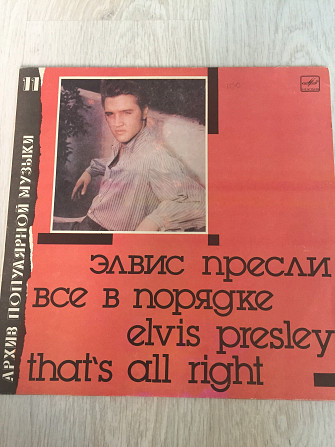 11
АРХИВ ПОПУЛЯРНОЙ МУЗЫКИ
элвис пресли
все в порядке
elvis presley
that's all right